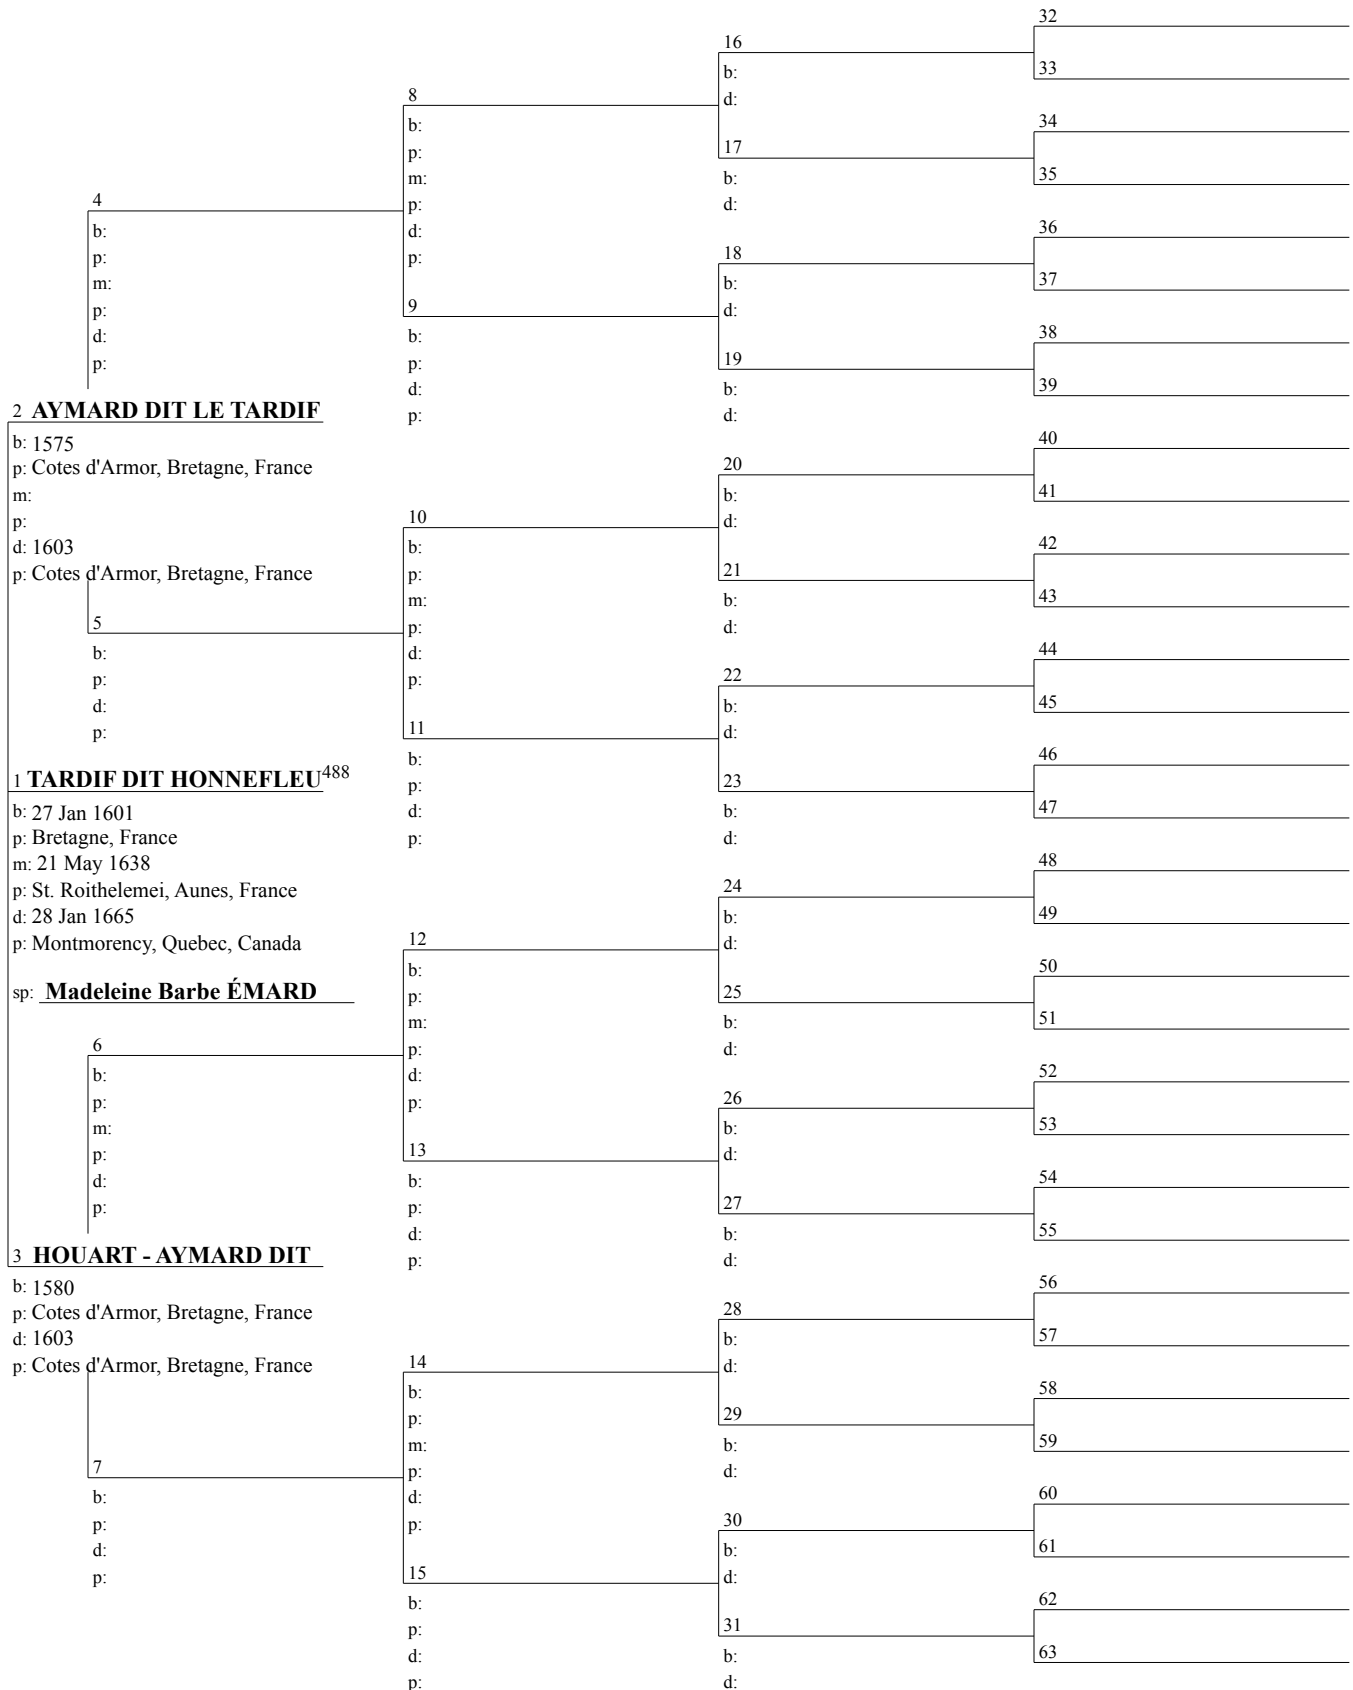 4
b:
p:
m:
p:
d:
p:
2 AYMARD DIT LE TARDIF
b: 1575
p: Cotes d'Armor, Bretagne, France
m:
p:
d: 1603
p: Cotes d'Armor, Bretagne, France
5
b:
p:
d:
p:
1 TARDIF DIT HONNEFLEU488
b: 27 Jan 1601
p: Bretagne, France
m: 21 May 1638
p: St. Roithelemei, Aunes, France
d: 28 Jan 1665
p: Montmorency, Quebec, Canada
sp: Madeleine Barbe ÉMARD
6
b:
p:
m:
p:
d:
p:
3 HOUART - AYMARD DIT
b: 1580
p: Cotes d'Armor, Bretagne, France
d: 1603
p: Cotes d'Armor, Bretagne, France
7
b:
p:
d:
p:
8
b:
p:
m:
p:
d:
p:
9
b:
p:
d:
p:
10
b:
p:
m:
p:
d:
p:
11
b:
p:
d:
p:
12
b:
p:
m:
p:
d:
p:
13
b:
p:
d:
p:
14
b:
p:
m:
p:
d:
p:
15
b:
p:
d:
p:
16
b:
d:
17
b:
d:
18
b:
d:
19
b:
d:
20
b:
d:
21
b:
d:
22
b:
d:
23
b:
d:
24
b:
d:
25
b:
d:
26
b:
d:
27
b:
d:
28
b:
d:
29
b:
d:
30
b:
d:
31
b:
d:
32
33
34
35
36
37
38
39
40
41
42
43
44
45
46
47
48
49
50
51
52
53
54
55
56
57
58
59
60
61
62
63